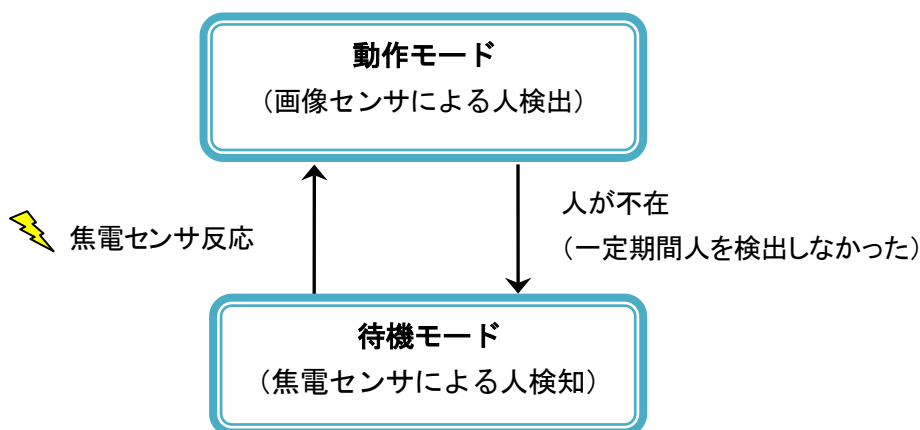 動作モード
（画像センサによる人検出）
焦電センサ反応
人が不在
（一定期間人を検出しなかった）
待機モード
（焦電センサによる人検知）